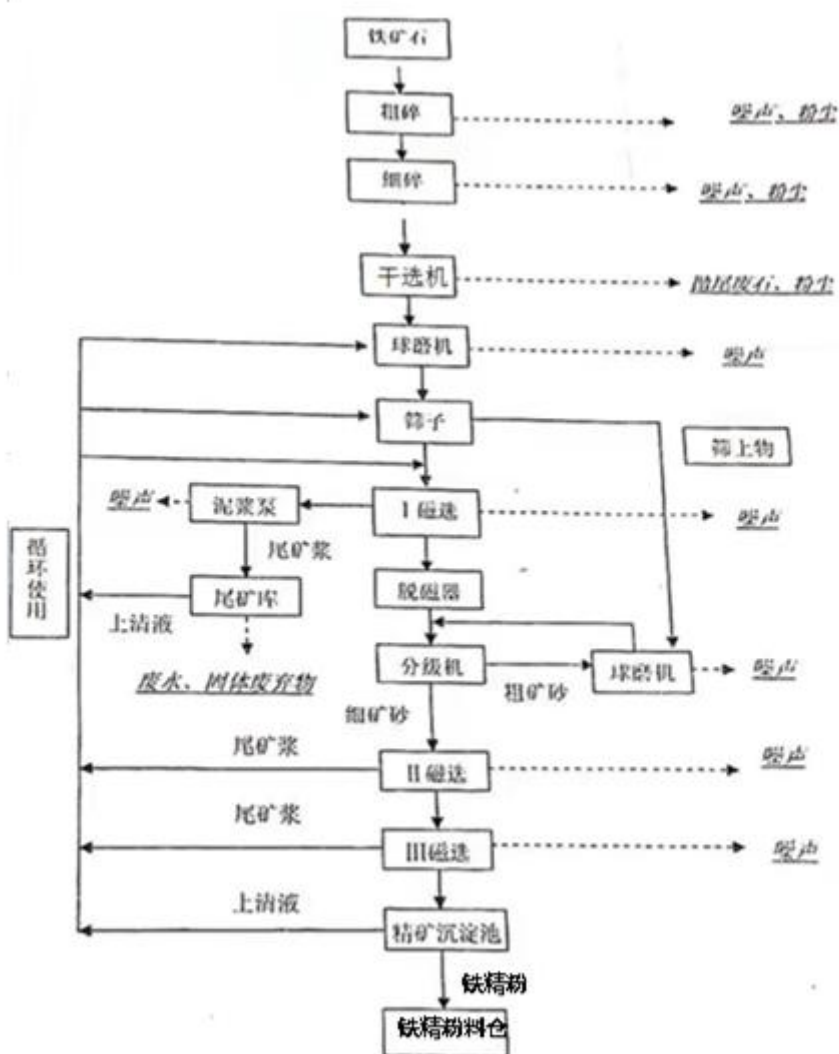 铁矿石
粗碎
噪声、粉尘
细碎
噪声、粉尘
干选机
粉尘
球磨机
噪声
筛子
筛上物
噪声
泥浆泵
I磁选
噪声
尾矿浆
循环使用
尾矿库
脱磁器
上清液
分级机
球磨机
噪声
废水、固体废弃物
粗矿砂
细矿砂
尾矿浆
II磁选
噪声
尾矿浆
III磁选
噪声
上清液
精矿沉淀池
铁精粉
铁精粉料仓